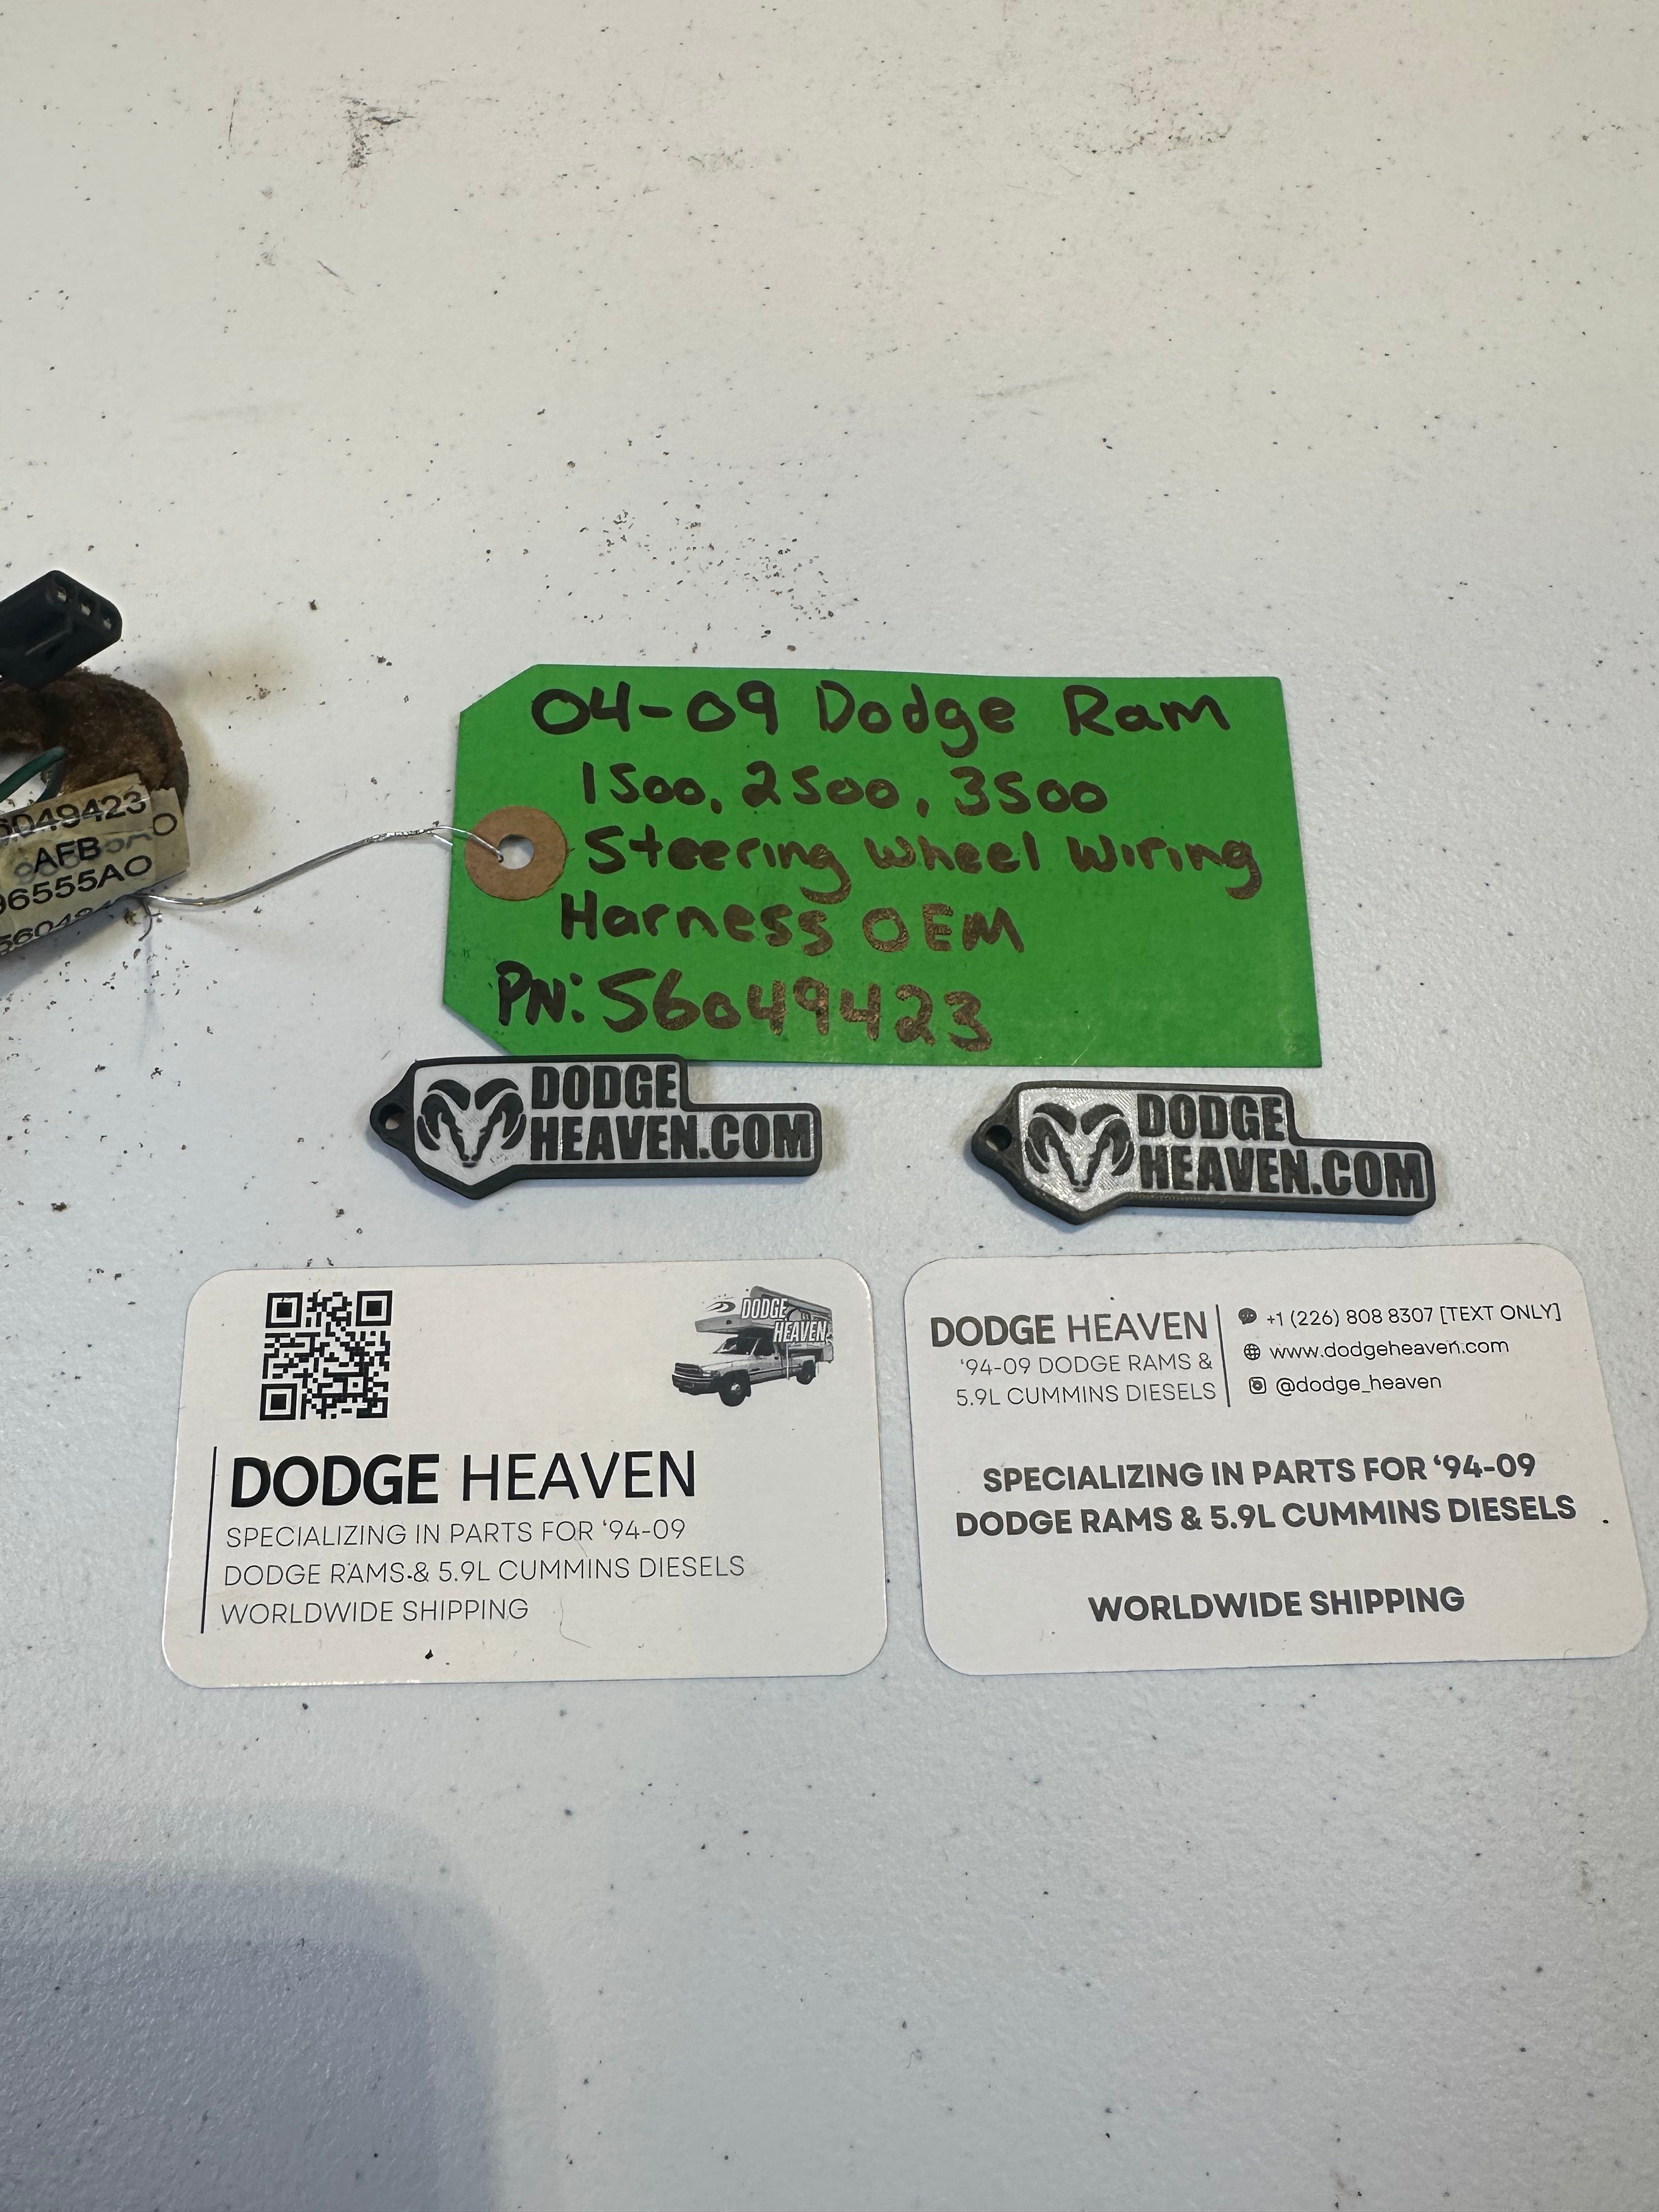 04-09 Dodge Ram
1500, 2500, 3500
Steering Wheel Wiring
Harness OEM
PN: 56049423
6049423
AFB
96555AO
DODGE
HEAVEN.COM
DODGE
HEAVEN.COM
DODGE
HEAVEN
DODGE HEAVEN
SPECIALIZING IN PARTS FOR ‘94-09
DODGE RAMS & 5.9L CUMMINS DIESELS
WORLDWIDE SHIPPING
DODGE HEAVEN
‘94-09 DODGE RAMS &
5.9L CUMMINS DIESELS
+1 (226) 808 8307 [TEXT ONLY]
www.dodgeheaven.com
@dodge_heaven
SPECIALIZING IN PARTS FOR ‘94-09
DODGE RAMS & 5.9L CUMMINS DIESELS
WORLDWIDE SHIPPING